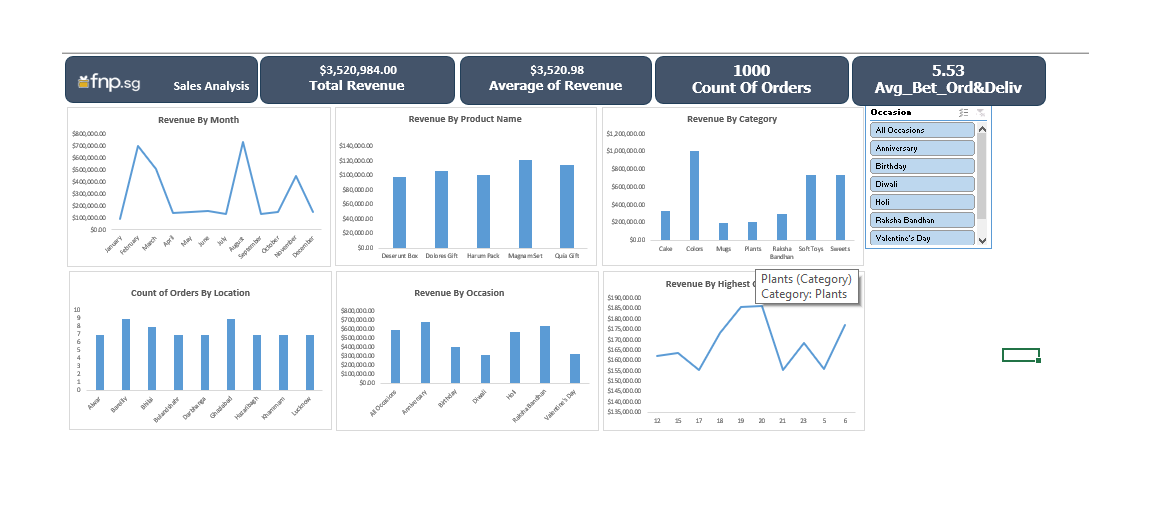 fnp.sg
Sales Analysis
$3,520,984.00
Total Revenue
$3,520.98
Average of Revenue
1000
Count Of Orders
5.53
Avg_Bet_Ord&Deliv
Revenue By Month
$800,000.00
$700,000.00
$600,000.00
$500,000.00
$400,000.00
$300,000.00
$200,000.00
$100,000.00
$0.00
January
February
March
April
May
June
July
August
September
October
November
December
Revenue By Product Name
$140,000.00
$120,000.00
$100,000.00
$80,000.00
$60,000.00
$40,000.00
$20,000.00
$0.00
Deserunt Box
Dolores Gift
Harum Pack
Magnam Set
Quia Gift
Revenue By Category
$1,200,000.00
$1,000,000.00
$800,000.00
$600,000.00
$400,000.00
$200,000.00
$0.00
Cake
Colors
Mugs
Plants
Raksha
Bandhan
Soft Toys
Sweets
Occasion
All Occasions
Anniversary
Birthday
Diwali
Holi
Raksha Bandhan
Valentine's Day
Count of Orders By Location
10
9
8
7
6
5
4
3
2
1
0
Alwar
Bareilly
Bhilai
Bulandshahr
Darbhanga
Ghaziabad
Hazaribagh
Khammam
Lucknow
Revenue By Occasion
$800,000.00
$700,000.00
$600,000.00
$500,000.00
$400,000.00
$300,000.00
$200,000.00
$100,000.00
$0.00
All Occasions
Anniversary
Birthday
Diwali
Holi
Raksha Bandhan
Valentine's Day
Revenue By Highest
Plants (Category)
Category: Plants
$190,000.00
$185,000.00
$180,000.00
$175,000.00
$170,000.00
$165,000.00
$160,000.00
$155,000.00
$150,000.00
$145,000.00
$140,000.00
$135,000.00
12
15
17
18
19
20
21
23
5
6